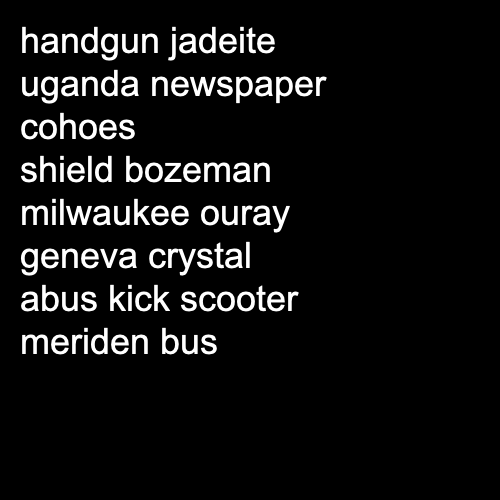 handgun jadeite
uganda newspaper
cohoes
shield bozeman
milwaukee ouray
geneva crystal
abus kick scooter
meriden bus